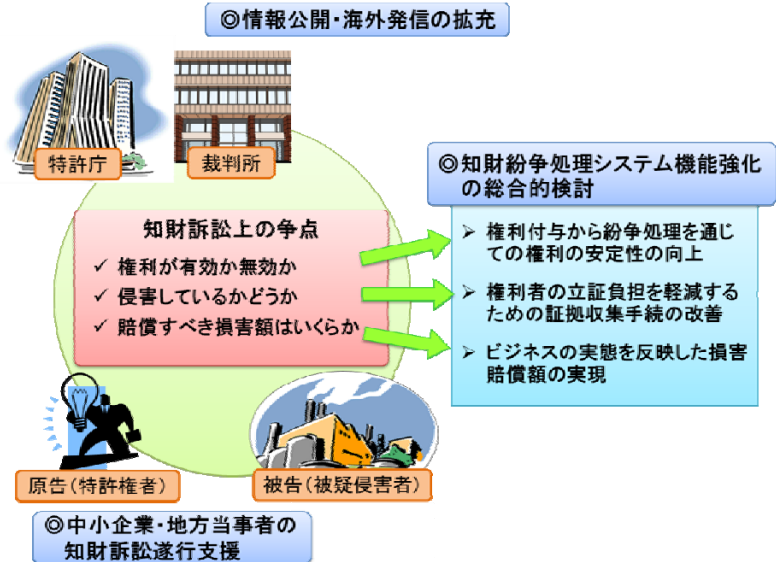 ◎情報公開・海外発信の拡充
特許庁
裁判所
◎知財紛争処理システム機能強化
の総合的検討
知財訴訟上の争点
✓ 権利が有効か無効か
✓ 侵害しているかどうか
✓ 賠償すべき損害額はいくらか
➢ 権利付与から紛争処理を通じ
ての権利の安定性の向上
➢ 権利者の立証負担を軽減する
ための証拠収集手続の改善
➢ ビジネスの実態を反映した損害
賠償額の実現
原告(特許権者)
被告(被疑侵害者)
◎中小企業・地方当事者の
知財訴訟遂行支援